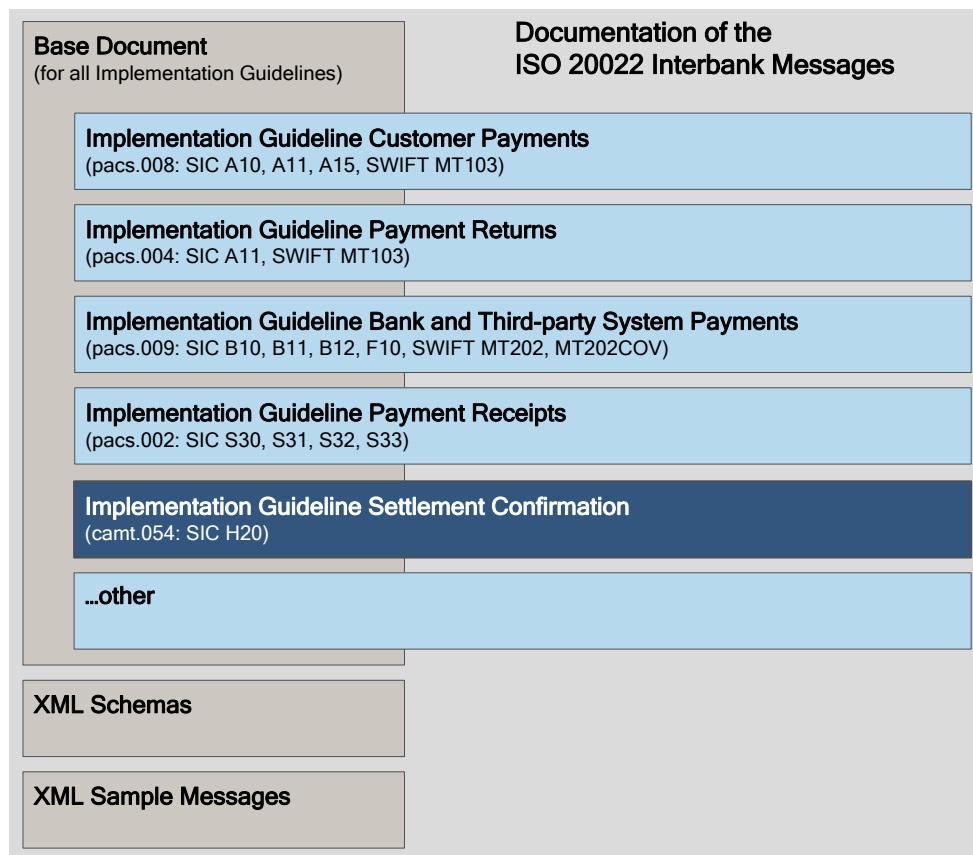 Base Document
(for all Implementation Guidelines)
Documentation of the
ISO 20022 Interbank Messages
Implementation Guideline Customer Payments
(pacs.008: SIC A10, A11, A15, SWIFT MT103)
Implementation Guideline Payment Returns
(pacs.004: SIC A11, SWIFT MT103)
Implementation Guideline Bank and Third-party System Payments
(pacs.009: SIC B10, B11, B12, F10, SWIFT MT202, MT202COV)
Implementation Guideline Payment Receipts
(pacs.002: SIC S30, S31, S32, S33)
Implementation Guideline Settlement Confirmation
(camt.054: SIC H20)
...other
XML Schemas
XML Sample Messages